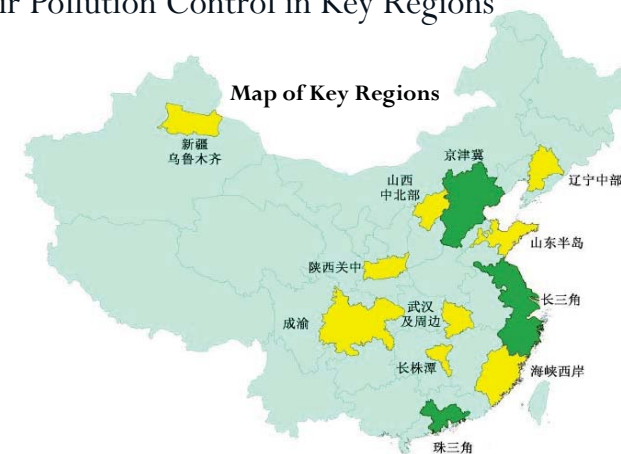 ir Pollution Control in Key Regions
Map of Key Regions
新疆
乌鲁木齐
京津冀
辽宁中部
山西
中北部
山东半岛
陕西关中
长三角
成渝
武汉
及周边
长株潭
海峡西岸
珠三角